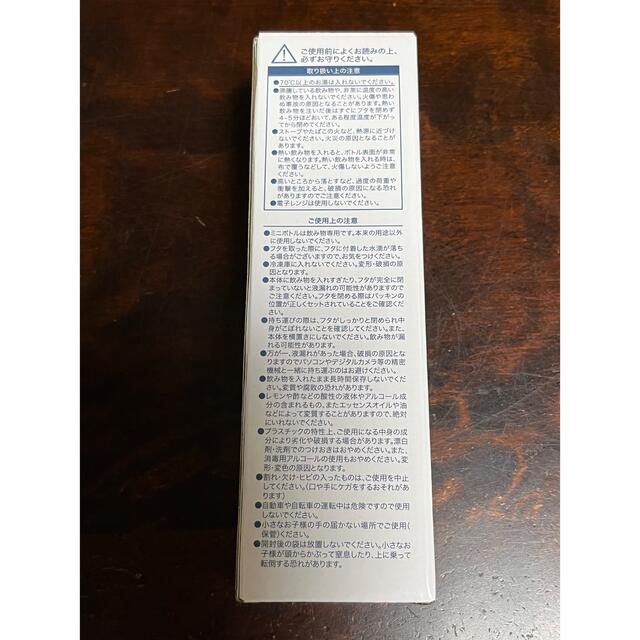 ご使用前によくお読みの上、
必ずお守りください。
取り扱い上の注意
●70℃以上のお湯は入れないでください。
●沸騰している飲み物や、非常に温度の高い
飲み物を入れないでください。火傷や思わ
ぬ事故の原因となることがあります。熱い
飲み物を注いだ後はすぐにフタを閉めず
4-5分ほどおいて、ある程度温度が下がっ
てから閉めてください。
●ストーブやたばこの火など、熱源に近づけ
ないでください。火災の原因となることが
あります。
●熱い飲み物を入れると、ボトル表面が非常
に熱くなります。熱い飲み物を入れる時は、
布で覆うなどして、火傷しないようご注意
ください。
●高いところから落とすなど、過度の荷重や
衝撃を加えると、破損の原因になる恐れ
がありますのでご注意ください。
●電子レンジは使用しないでください。
ご使用上の注意
●ミニボトルは飲み物専用です。本来の用途以外
に使用しないでください。
●フタを取った際に、フタに付着した水滴が落ち
る場合がございますので、お気をつけください。
●冷凍庫に入れないでください。変形・破損の原
因となります。
●本体に飲み物を入れすぎたり、フタが完全に閉
まっていないと液漏れの可能性がありますので
ご注意ください。フタを閉める際はパッキンの
位置が正しくセットされていることをご確認くだ
さい。
●持ち運びの際は、フタがしっかりと閉められ中
身がこぼれないことを確認してください。また、
本体を横置きにしないでください。飲み物が漏
れる可能性があります。
●万が一、液漏れがあった場合、破損の原因とな
りますのでパソコンやデジタルカメラ等の精密
機械と一緒に持ち運ぶのはお避けください。
●飲み物を入れたまま長時間保存しないでくだ
さい。変質や腐敗の恐れがあります。
●レモンや酢などの酸性の液体やアルコール成
分の含まれるもの、またエッセンスオイルや油
などによって変質することがありますので、絶対
にいれないでください。
●プラスチックの特性上、ご使用になる中身の成
分により劣化や破損する場合があります。漂白
剤・洗剤でのつけおきはおやめください。また、
消毒用アルコールの使用もおやめください。変
形・変色の原因となります。
●割れ・欠け・ヒビの入ったものは、ご使用を中止
してください。(口や手にケガをするおそれがあり
ます)
●自動車や自転車の運転中は危険ですので使用
しないでください。
●小さなお子様の手の届かない場所でご使用(
保管)ください。
●開封後の袋は放置しないでください。小さなお
子様が頭からかぶって窒息したり、上に乗って
転倒する恐れがあります。